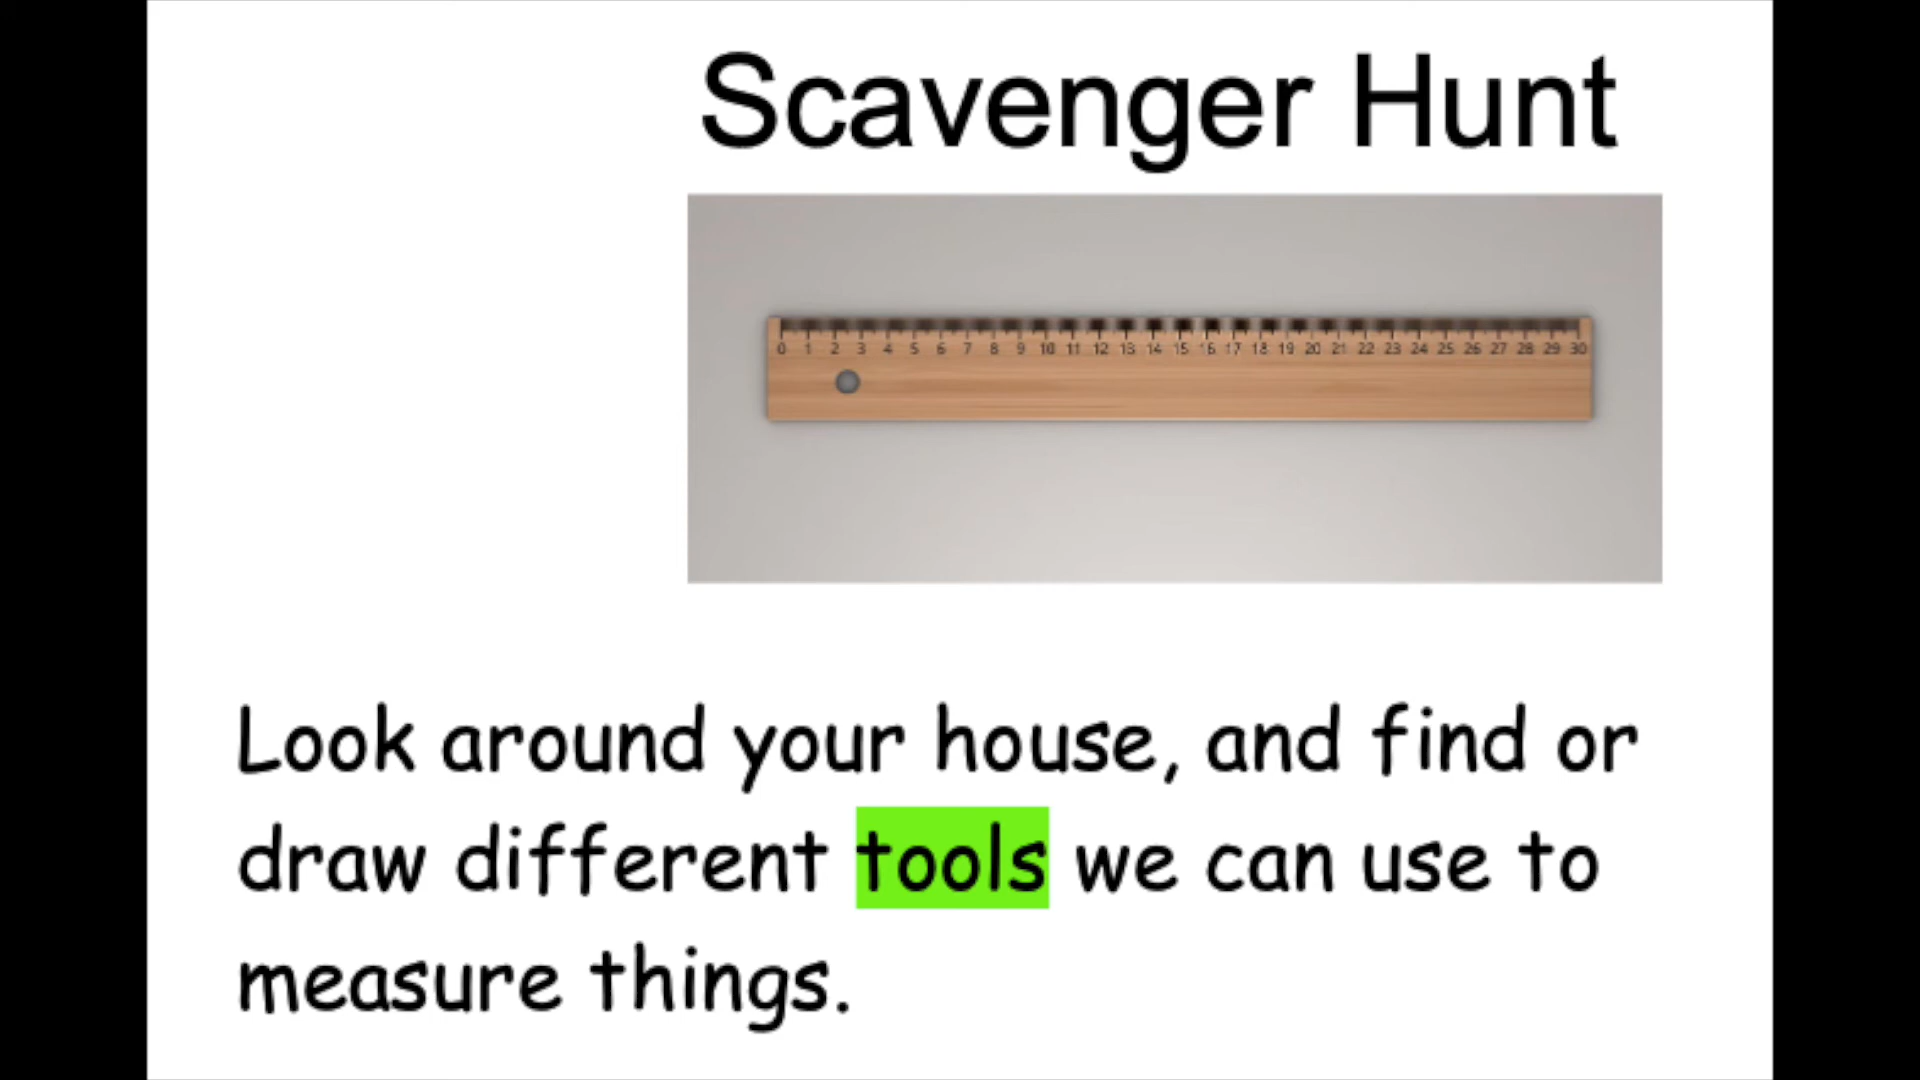 Scavenger Hunt
0 1 2 3 4 5 6 7 8 9 10 11 12 13 14 15 16 17 18 19 20 21 22 23 24 25 26 27 28 29 30
Look around your house, and find or
draw different tools we can use to
measure things.